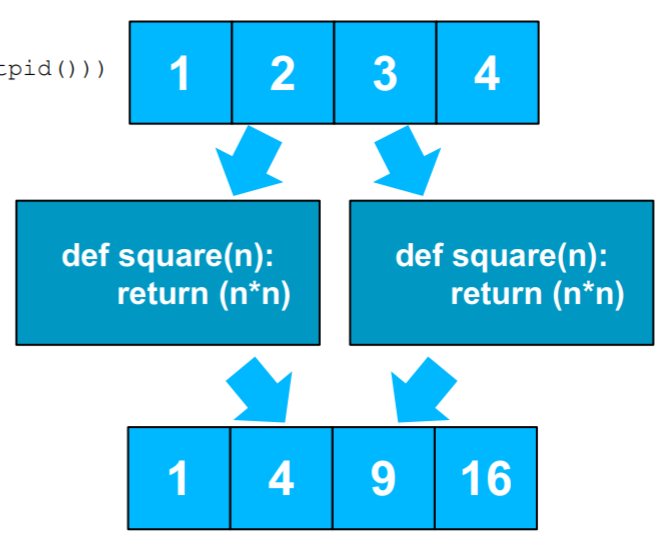 tpid()))
1 2 3 4
def square(n):
return (n*n)
def square(n):
return (n*n)
1 4 9 16